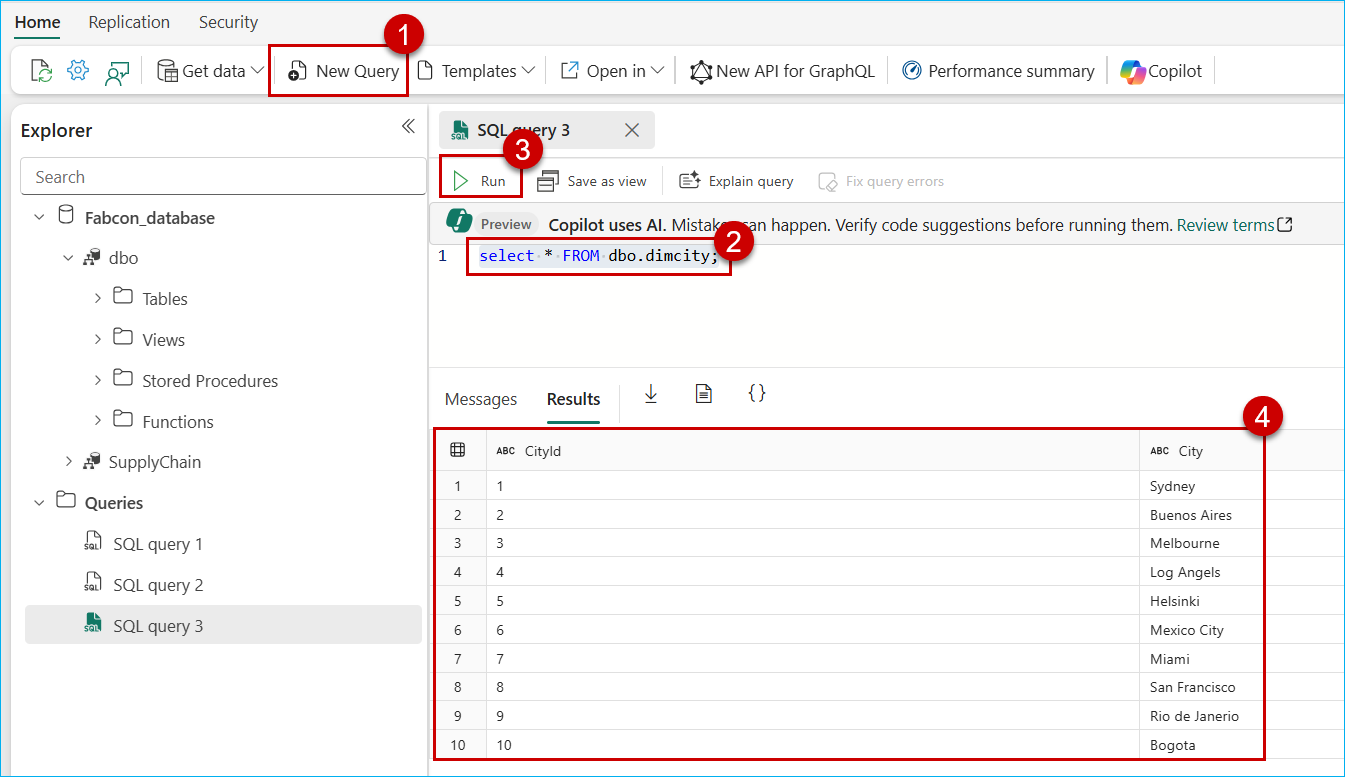 Home Replication Security
1
Get data New Query Templates Open in New API for GraphQL Performance summary Copilot
Explorer
Search
Fabcon_database
dbo
Tables
Views
Stored Procedures
Functions
SupplyChain
Queries
SQL query 1
SQL query 2
SQL query 3
SQL query 3
3
Run Save as view Explain query Fix query errors
Preview Copilot uses AI. Mistakes can happen. Verify code suggestions before running them. Review terms
2
1 select * FROM dbo.dimcity;
Messages Results {}
4
ABC CityId ABC City
1 1 Sydney
2 2 Buenos Aires
3 3 Melbourne
4 4 Log Angels
5 5 Helsinki
6 6 Mexico City
7 7 Miami
8 8 San Francisco
9 9 Rio de Janerio
10 10 Bogota